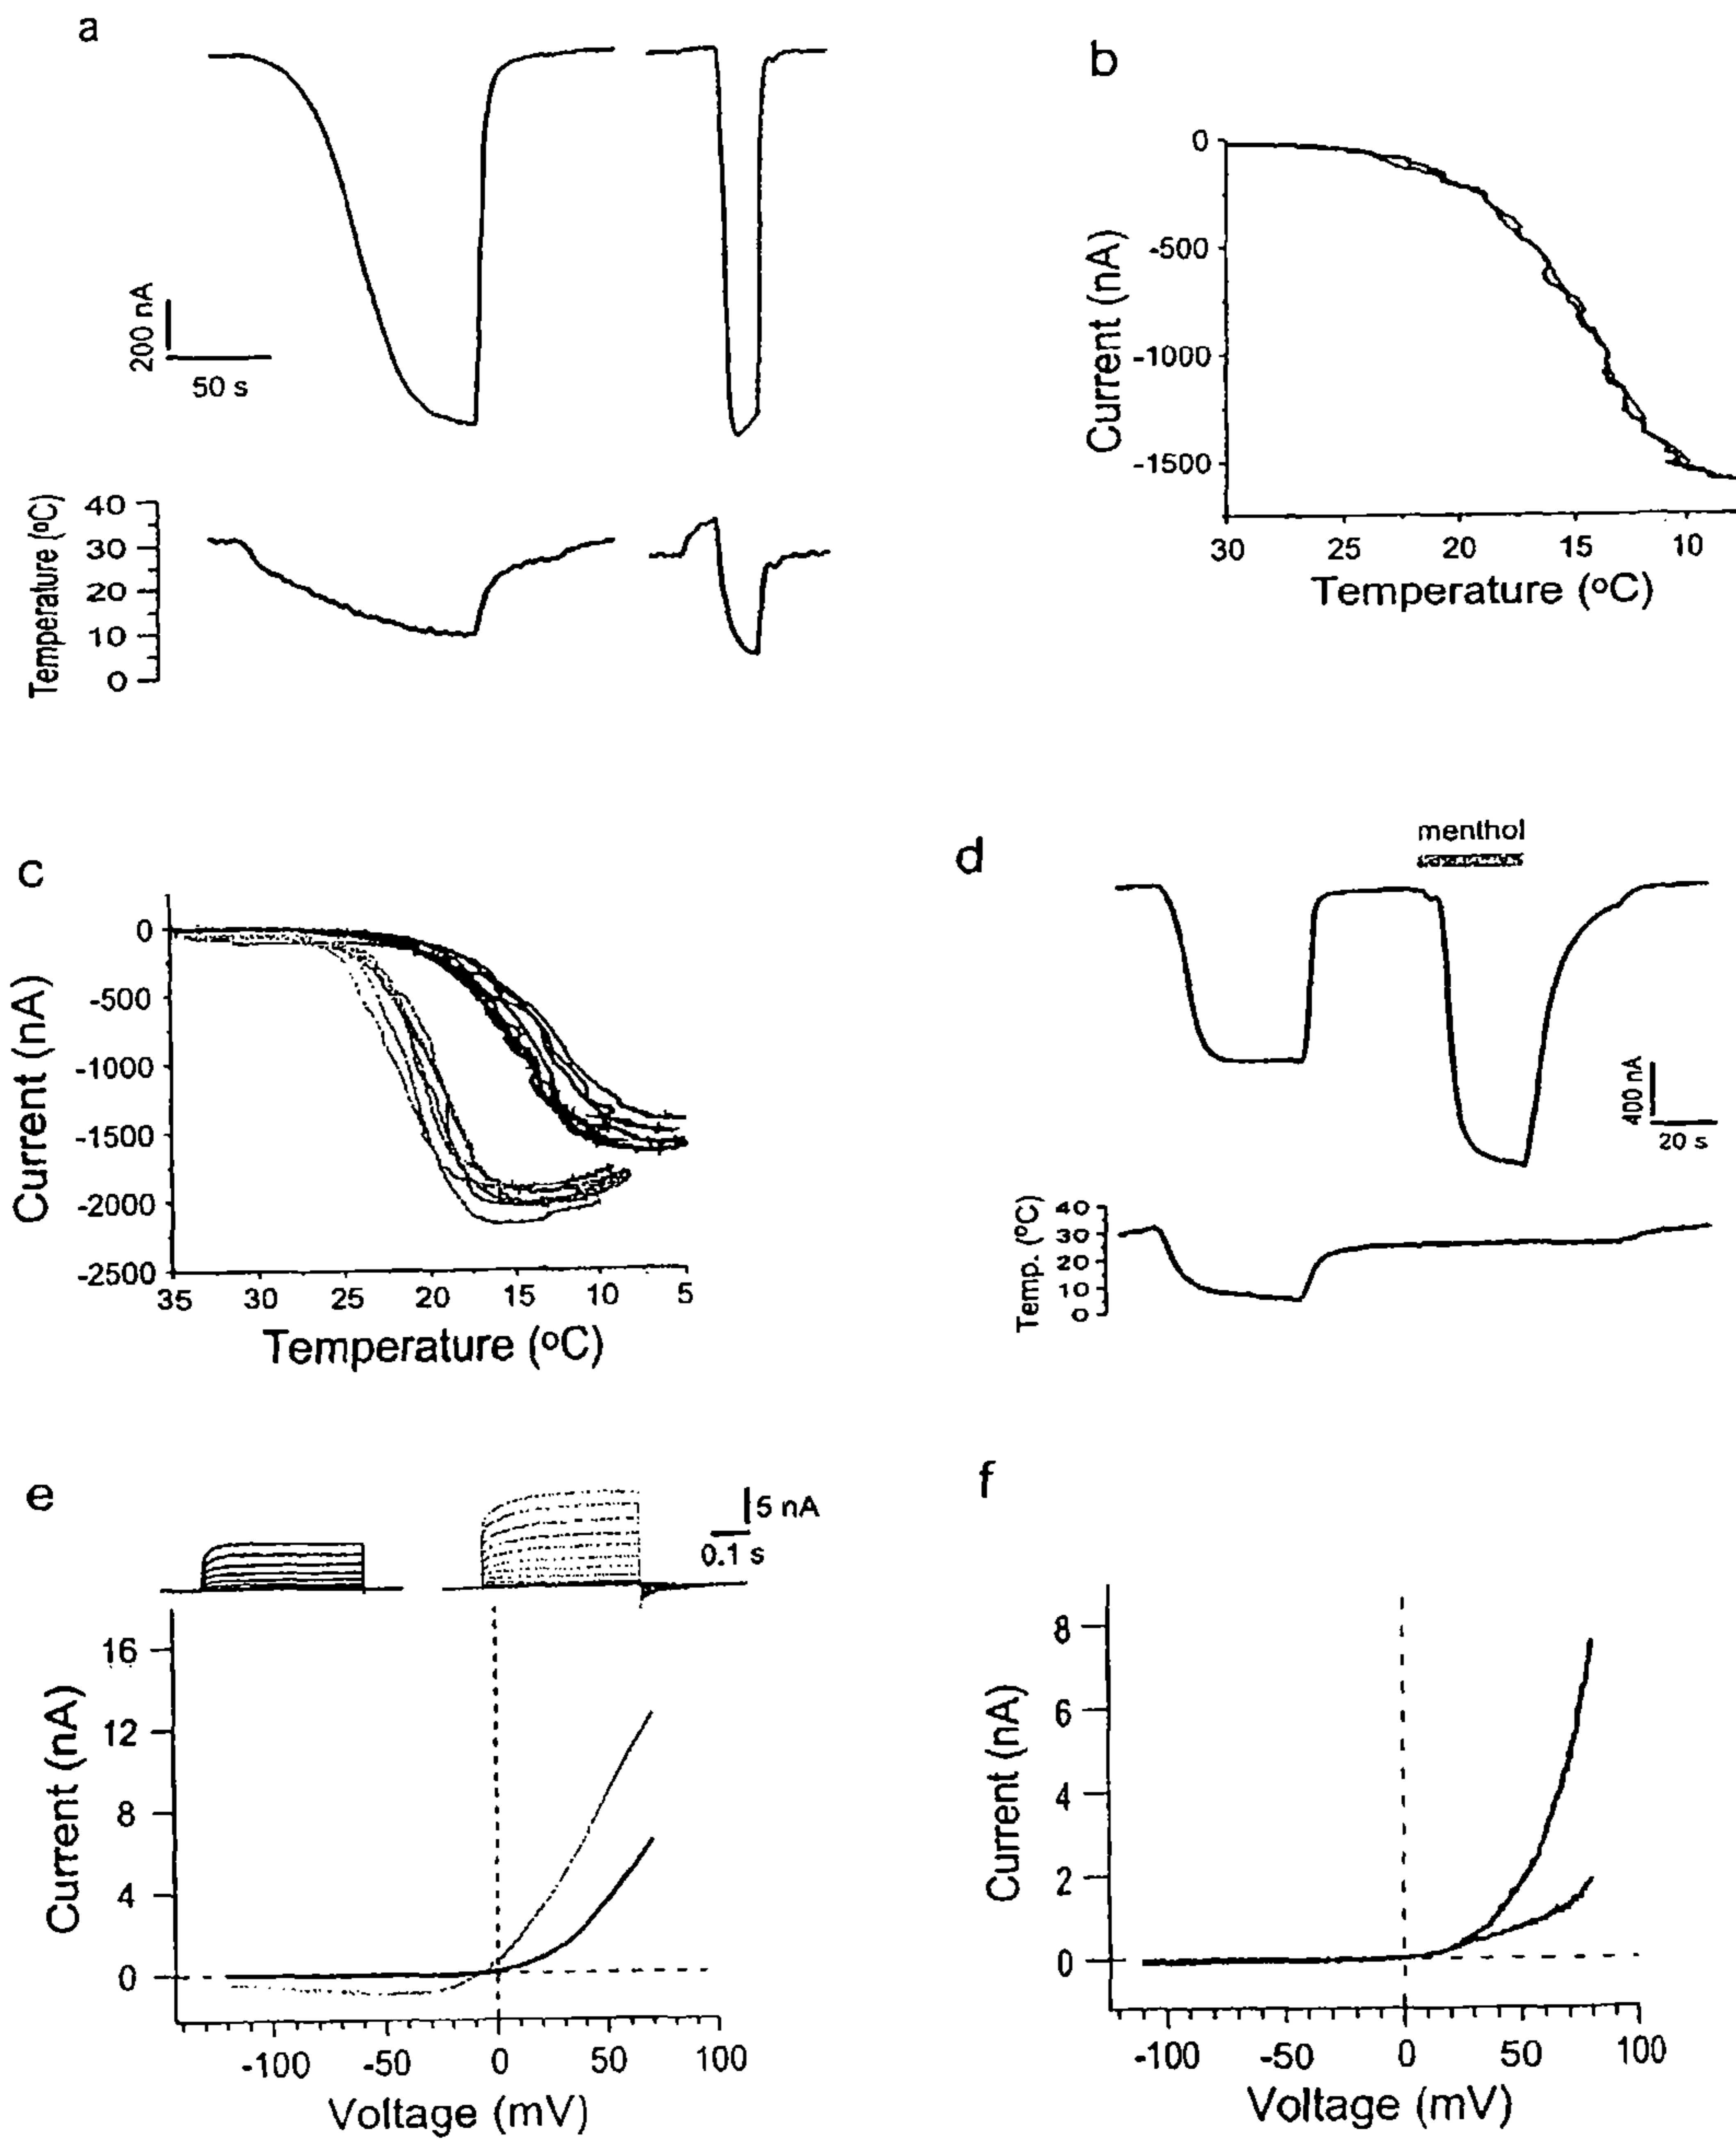 a
200 nA
50 s
Temperature (oC)
40
30
20
10
0
b
Current (nA)
0
-500
-1000
-1500
30 25 20 15 10
Temperature (oC)
c
Current (nA)
0
-500
-1000
-1500
-2000
-2500
35 30 25 20 15 10 5
Temperature (oC)
d
menthol
400 nA
20 s
Temp. (oC)
40
30
20
10
0
e
5 nA
0.1 s
Current (nA)
16
12
8
4
0
-100 -50 0 50 100
Voltage (mV)
f
Current (nA)
8
6
4
2
0
-100 -50 0 50 100
Voltage (mV)